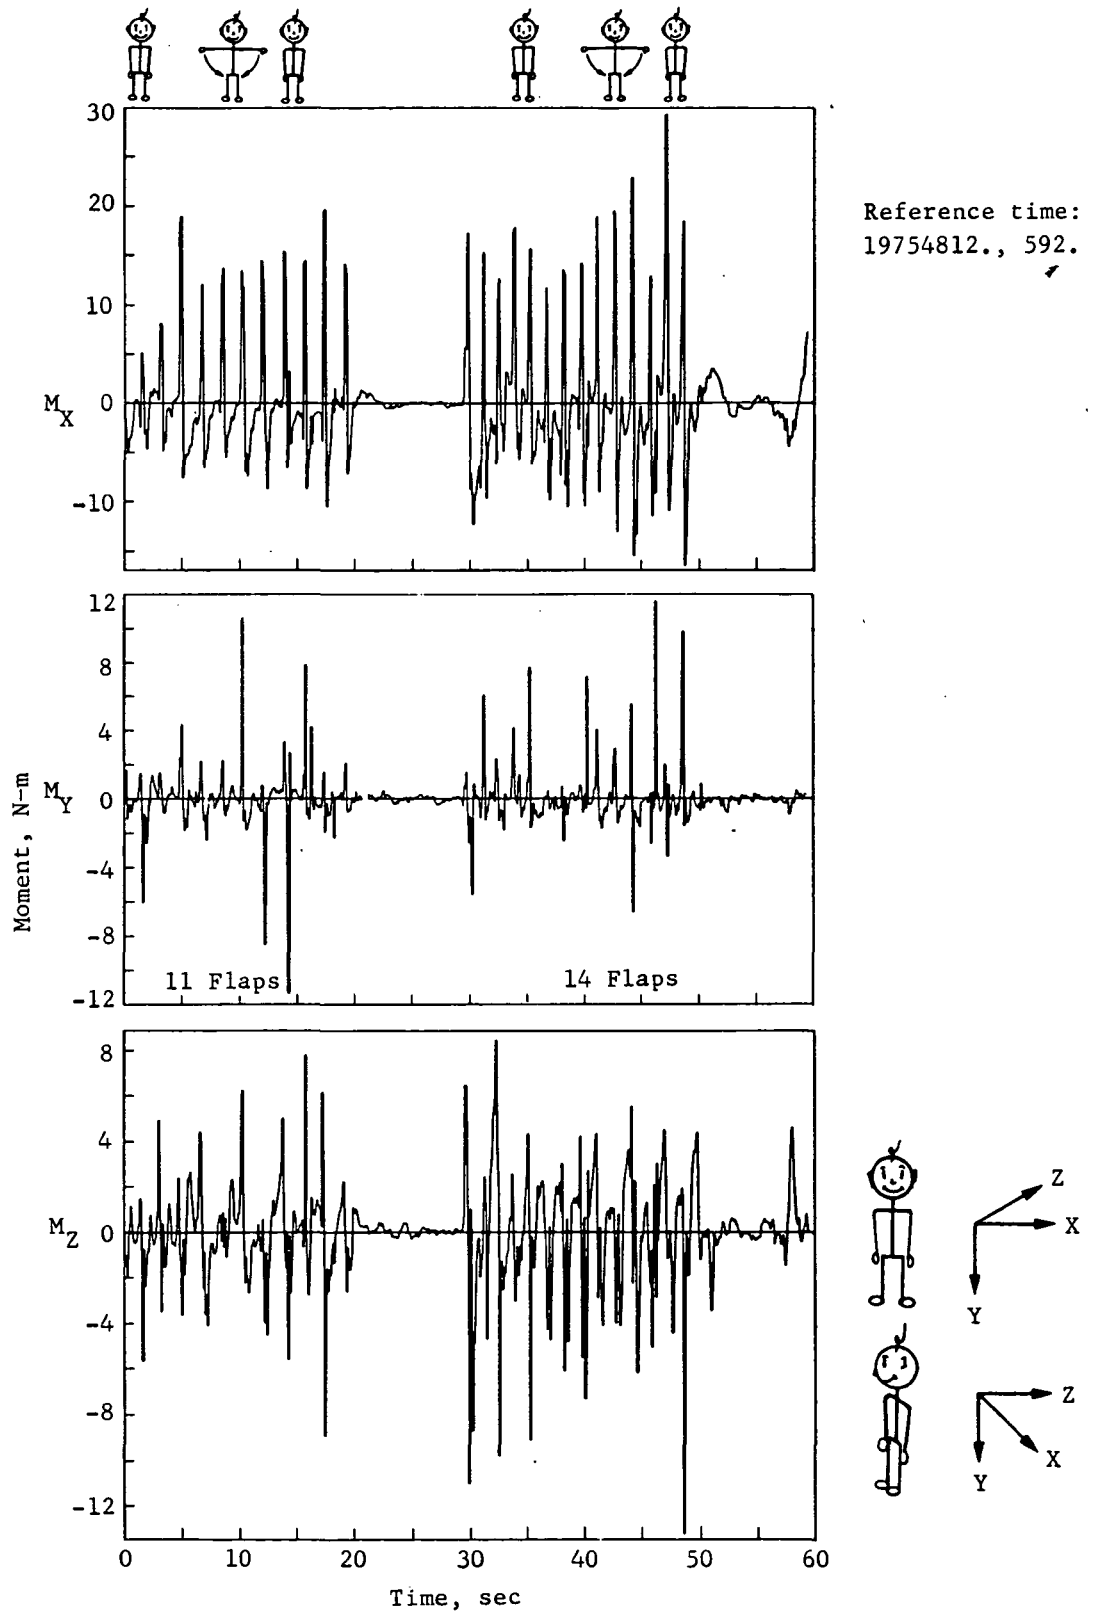 30
20
10
0
-10
M_X
Reference time:
19754812., 592.
12
8
4
0
-4
-8
-12
M_Y
Moment, N-m
11 Flaps
14 Flaps
8
4
0
-4
-8
-12
M_Z
0 10 20 30 40 50 60
Time, sec
Z
X
Y
Z
X
Y